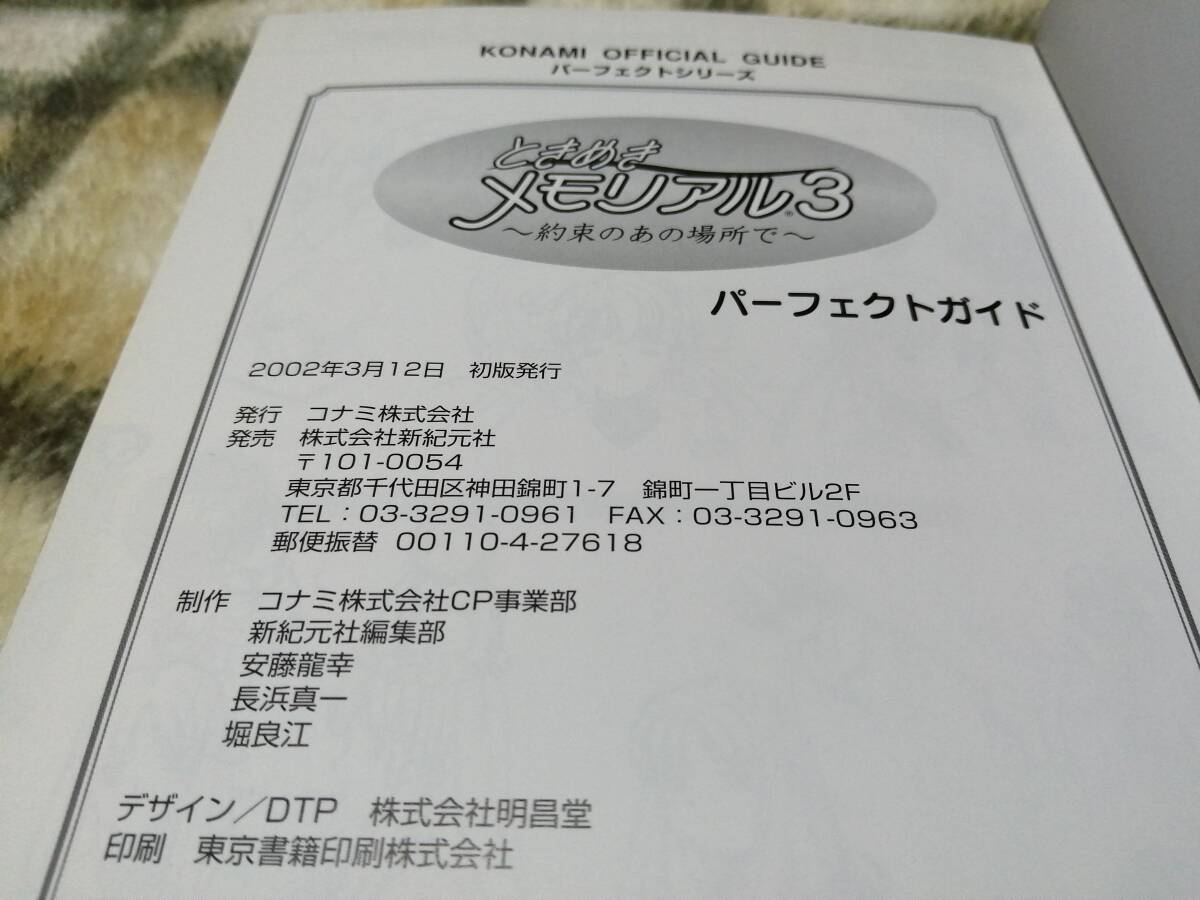 KONAMI OFFICIAL GUIDE
パーフェクトシリーズ
ときめき
メモリアル®3
～約束のあの場所で～
パーフェクトガイド
2002年3月12日　初版発行
発行　コナミ株式会社
発売　株式会社新紀元社
〒101-0054
東京都千代田区神田錦町1-7　錦町一丁目ビル2F
TEL：03-3291-0961　FAX：03-3291-0963
郵便振替　00110-4-27618
制作　コナミ株式会社CP事業部
新紀元社編集部
安藤龍幸
長浜真一
堀良江
デザイン／DTP　株式会社明昌堂
印刷　東京書籍印刷株式会社